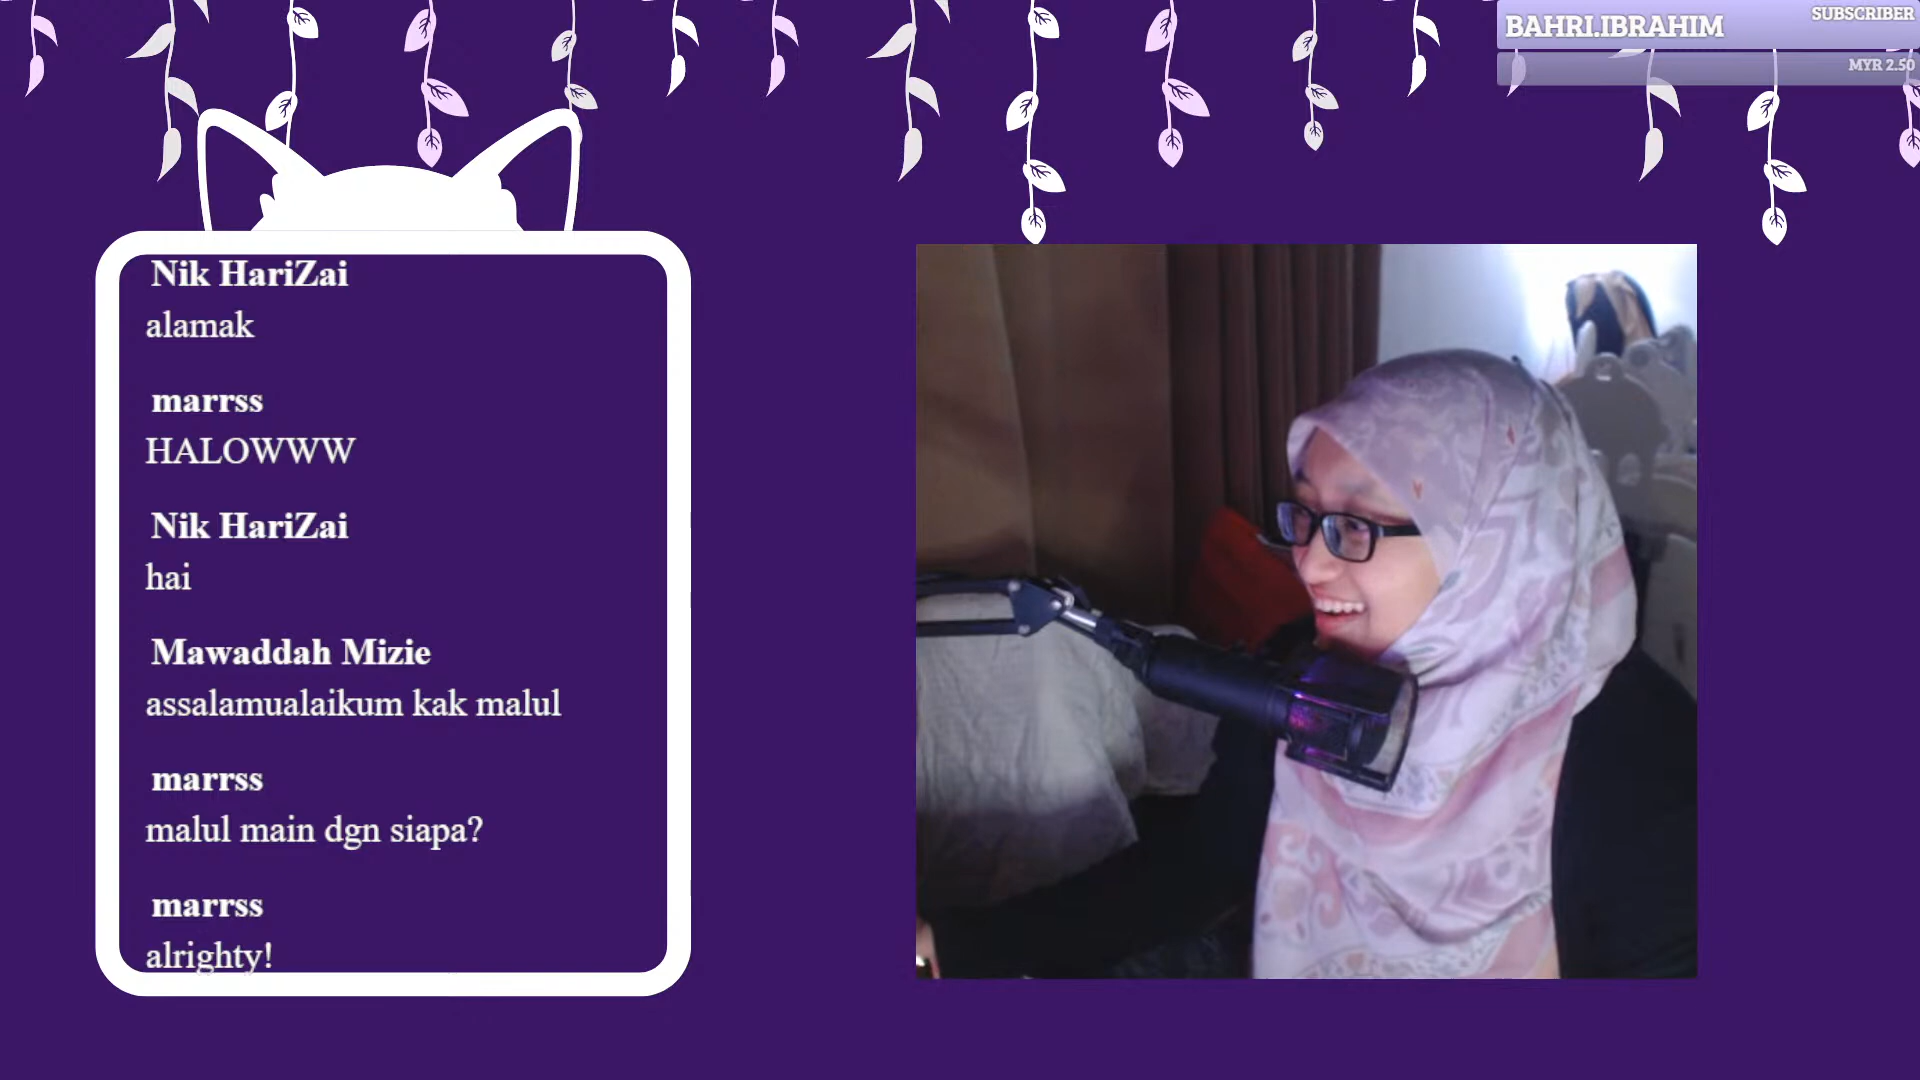 BAHRI.IBRAHIM
SUBSCRIBER
MYR 2.50
Nik HariZai
alamak
marrss
HALOWWW
Nik HariZai
hai
Mawaddah Mizie
assalamualaikum kak malul
marrss
malul main dgn siapa?
marrss
alrighty!